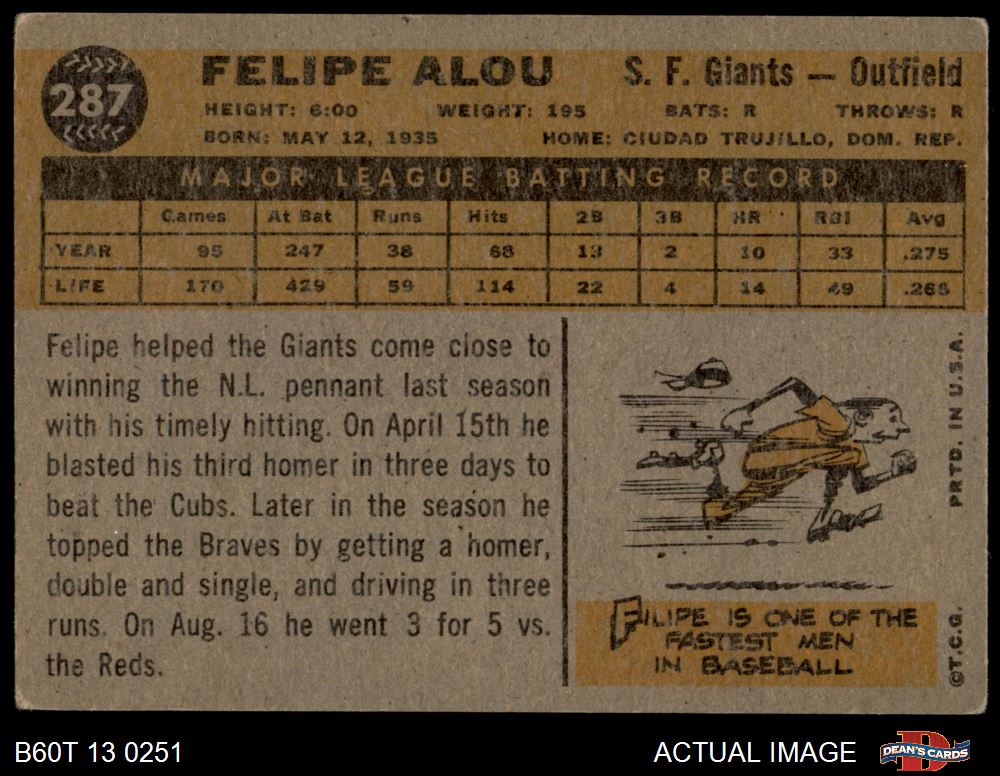 287
FELIPE ALOU
S. F. Giants — Outfield
HEIGHT: 6:00 WEIGHT: 195 BATS: R THROWS: R
BORN: MAY 12, 1935 HOME: CIUDAD TRUJILLO, DOM. REP.
MAJOR LEAGUE BATTING RECORD
Games At Bat Runs Hits 2B 3B HR RBI Avg
YEAR 95 247 38 68 13 2 10 33 .275
LIFE 170 429 59 114 22 4 14 49 .266
Felipe helped the Giants come close to
winning the N.L. pennant last season
with his timely hitting. On April 15th he
blasted his third homer in three days to
beat the Cubs. Later in the season he
topped the Braves by getting a homer,
double and single, and driving in three
runs. On Aug. 16 he went 3 for 5 vs.
the Reds.
FILIPE IS ONE OF THE
FASTEST MEN
IN BASEBALL
©T.C.G. PRTD. IN U.S.A.
B60T 13 0251
ACTUAL IMAGE
D
DEAN'S CARDS